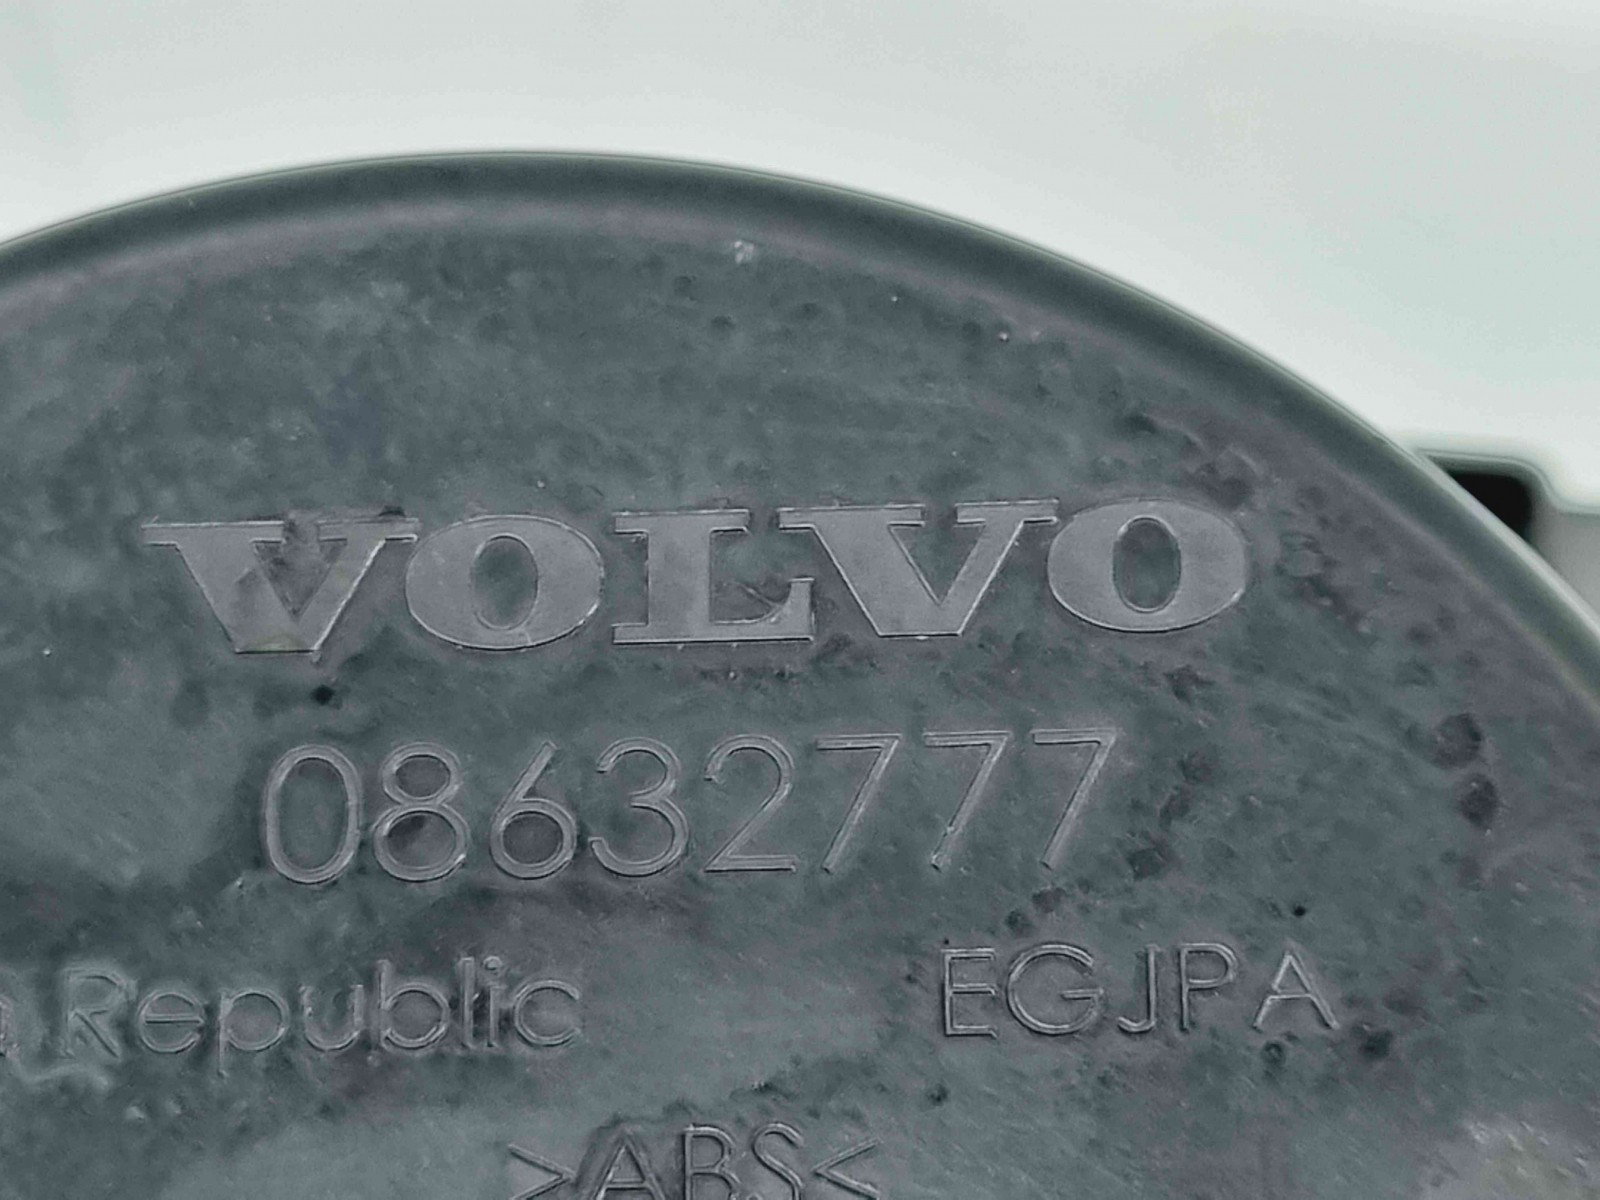 VOLVO
08632777
Republic EGJPA
>ABS<